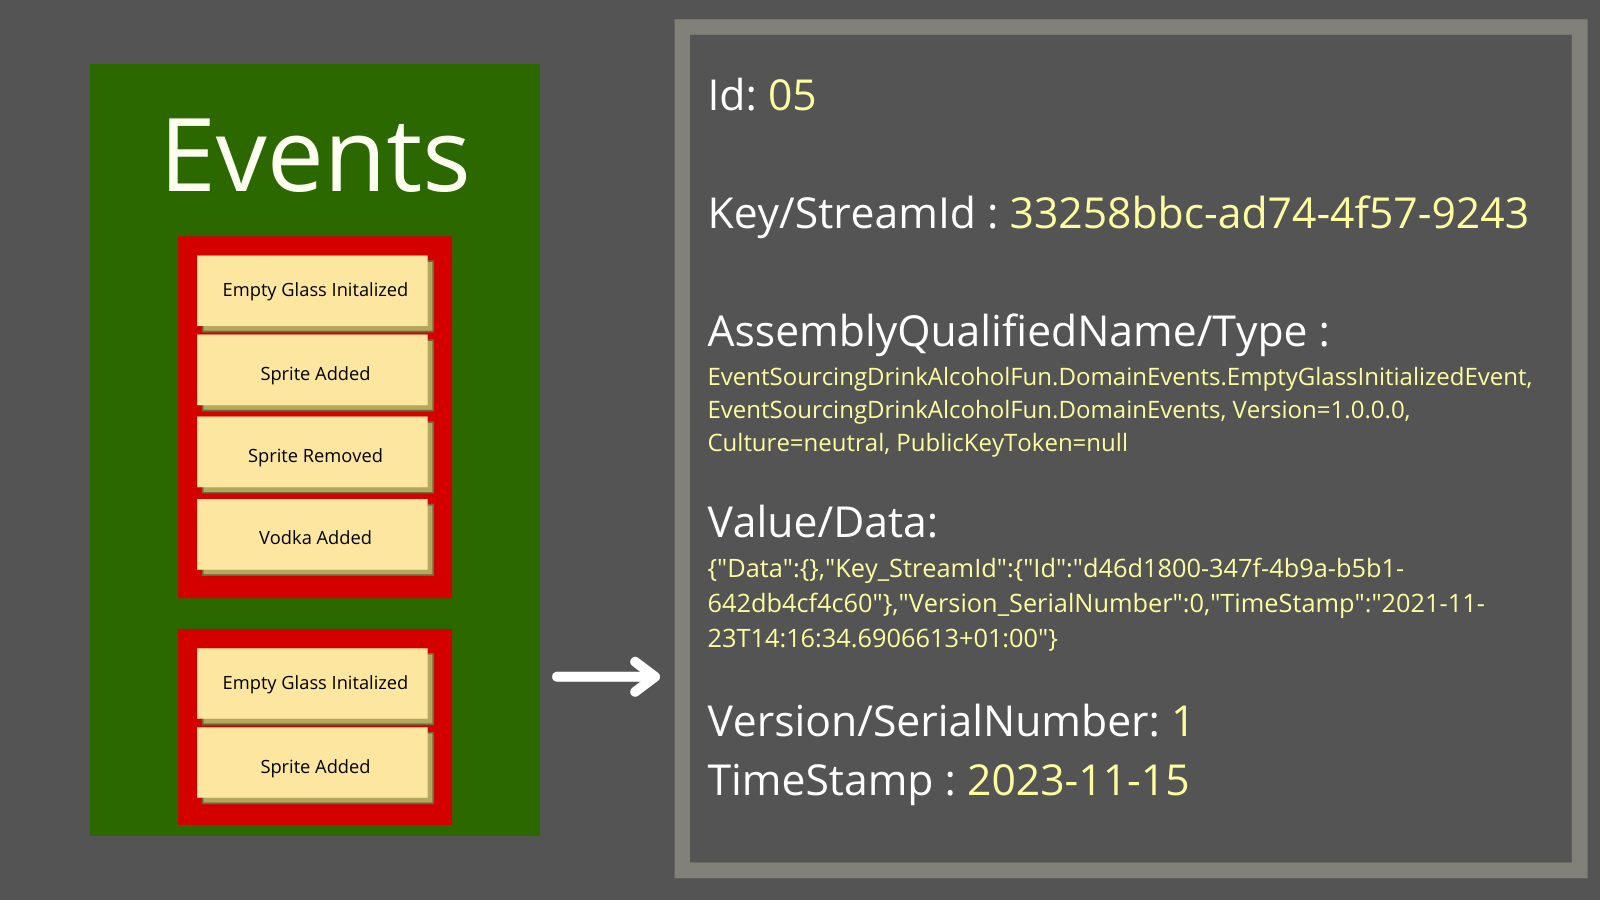 Events
Empty Glass Initalized
Sprite Added
Sprite Removed
Vodka Added
Empty Glass Initalized
Sprite Added
Id: 05
Key/StreamId : 33258bbc-ad74-4f57-9243
AssemblyQualifiedName/Type :
EventSourcingDrinkAlcoholFun.DomainEvents.EmptyGlassInitializedEvent,
EventSourcingDrinkAlcoholFun.DomainEvents, Version=1.0.0.0,
Culture=neutral, PublicKeyToken=null
Value/Data:
{"Data":{},"Key_StreamId":{"Id":"d46d1800-347f-4b9a-b5b1-
642db4cf4c60"},"Version_SerialNumber":0,"TimeStamp":"2021-11-
23T14:16:34.6906613+01:00"}
Version/SerialNumber: 1
TimeStamp : 2023-11-15